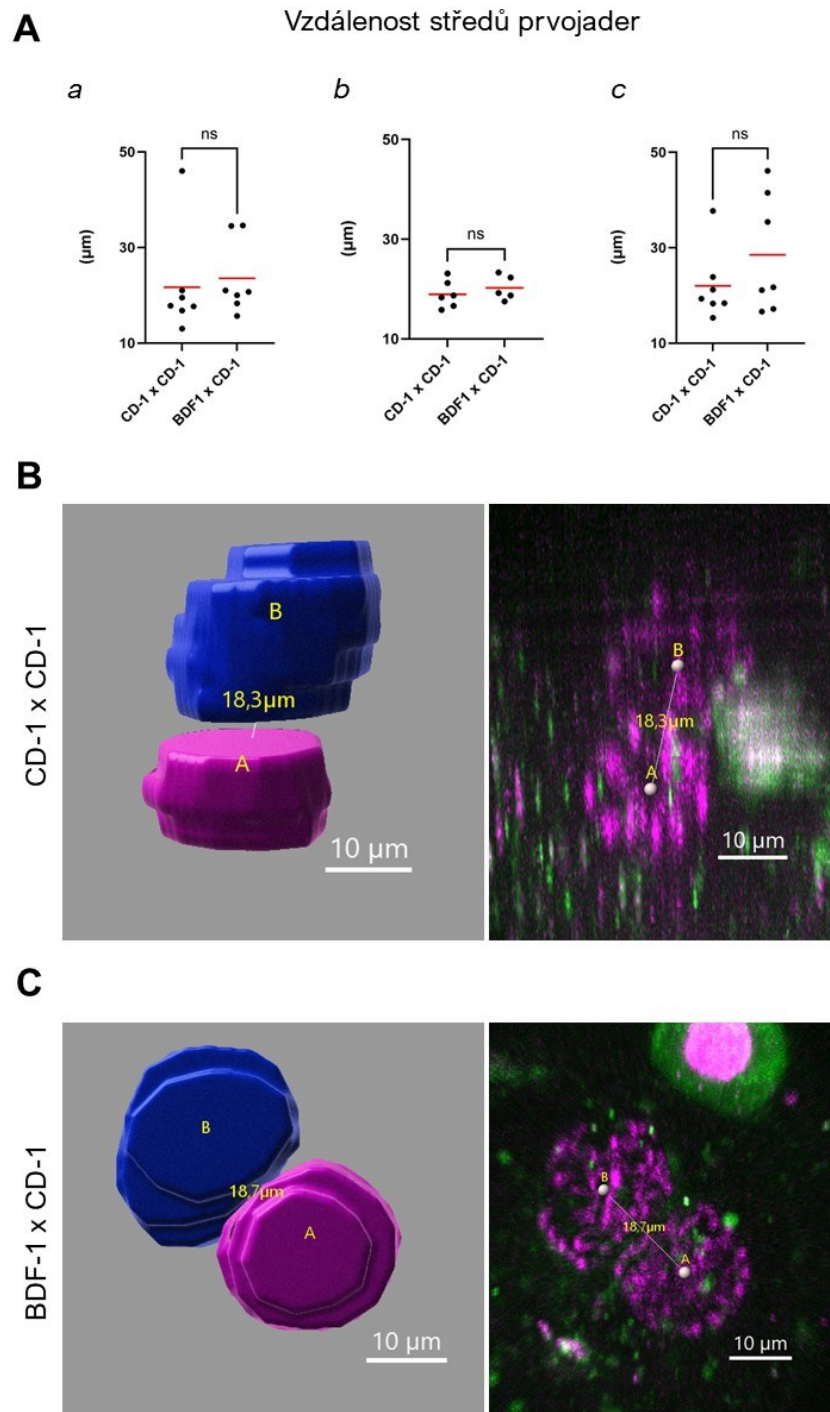 A
Vzdálenost středů prvojader
a
b
c
ns
ns
ns
50
30
10
(µm)
CD-1 x CD-1
BDF1 x CD-1
50
30
10
(µm)
CD-1 x CD-1
BDF1 x CD-1
50
30
10
(µm)
CD-1 x CD-1
BDF1 x CD-1
B
CD-1 x CD-1
B
18,3µm
A
10 µm
B
18,3µm
A
10 µm
C
BDF-1 x CD-1
B
18,7µm
A
10 µm
B
18,7µm
A
10 µm